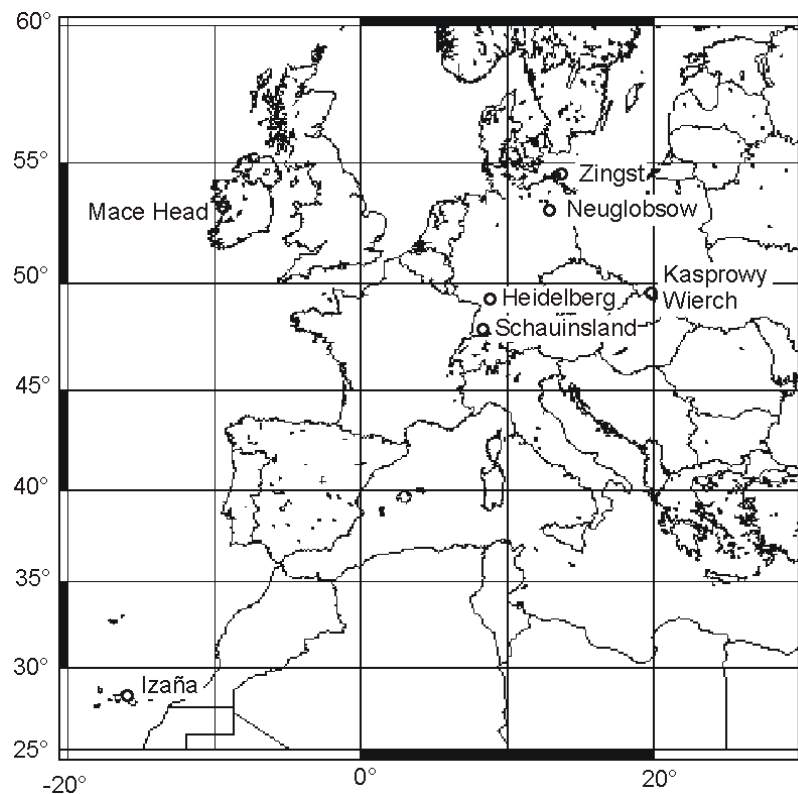 60°
55°
Zingst
Mace Head
Neuglobsow
50°
Kasprowy
Wierch
Heidelberg
Schauinsland
45°
40°
35°
30°
Izaña
25°
-20°
0°
20°